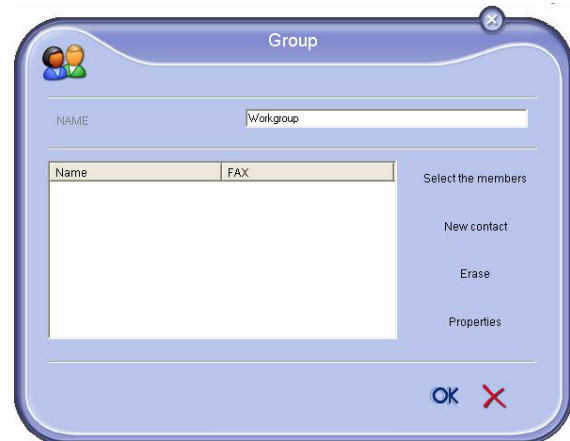 Group
NAME
Workgroup
Name FAX
Select the members
New contact
Erase
Properties
OK